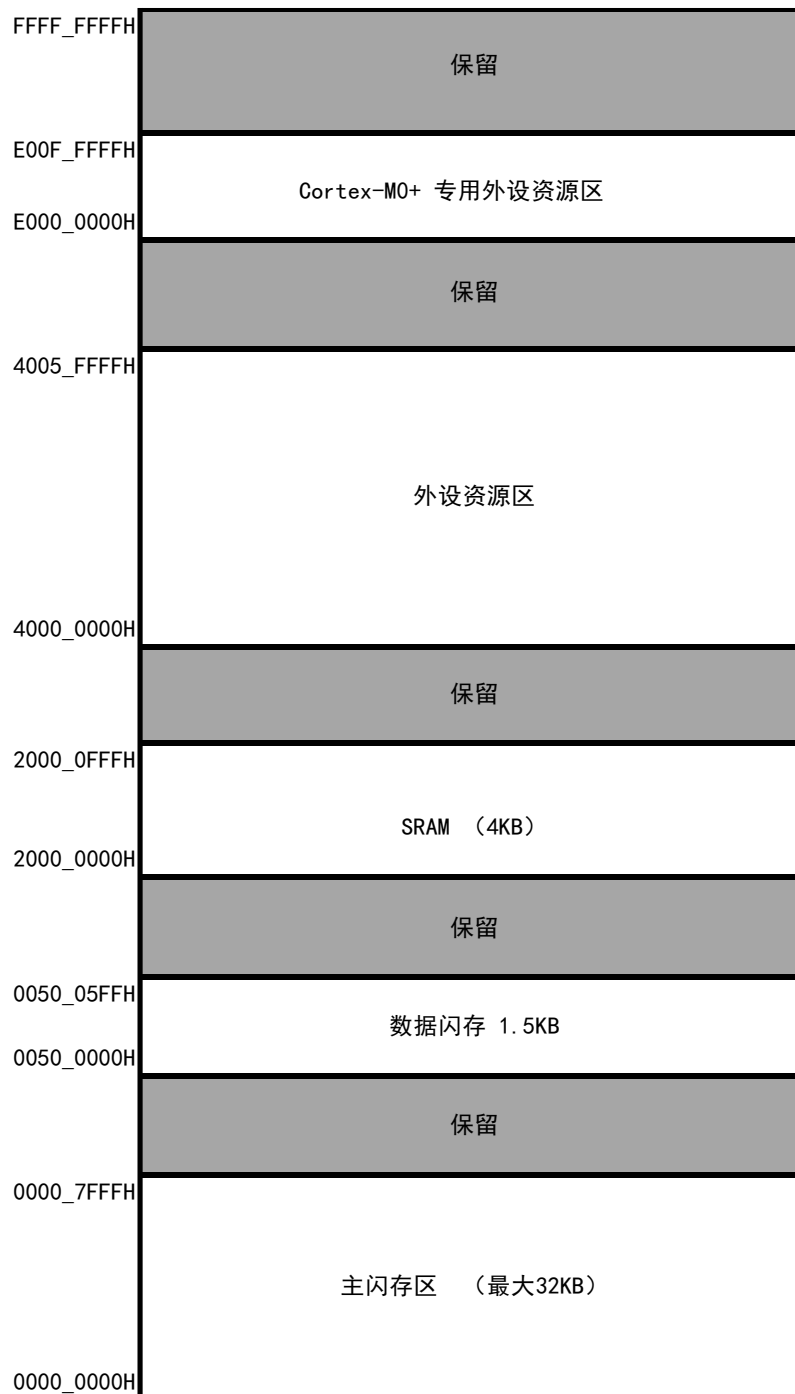 FFFF_FFFFH
保留
E00F_FFFFH
Cortex-M0+ 专用外设资源区
E000_0000H
保留
4005_FFFFH
外设资源区
4000_0000H
保留
2000_0FFFH
SRAM （4KB）
2000_0000H
保留
0050_05FFH
数据闪存 1.5KB
0050_0000H
保留
0000_7FFFH
主闪存区 （最大32KB）
0000_0000H